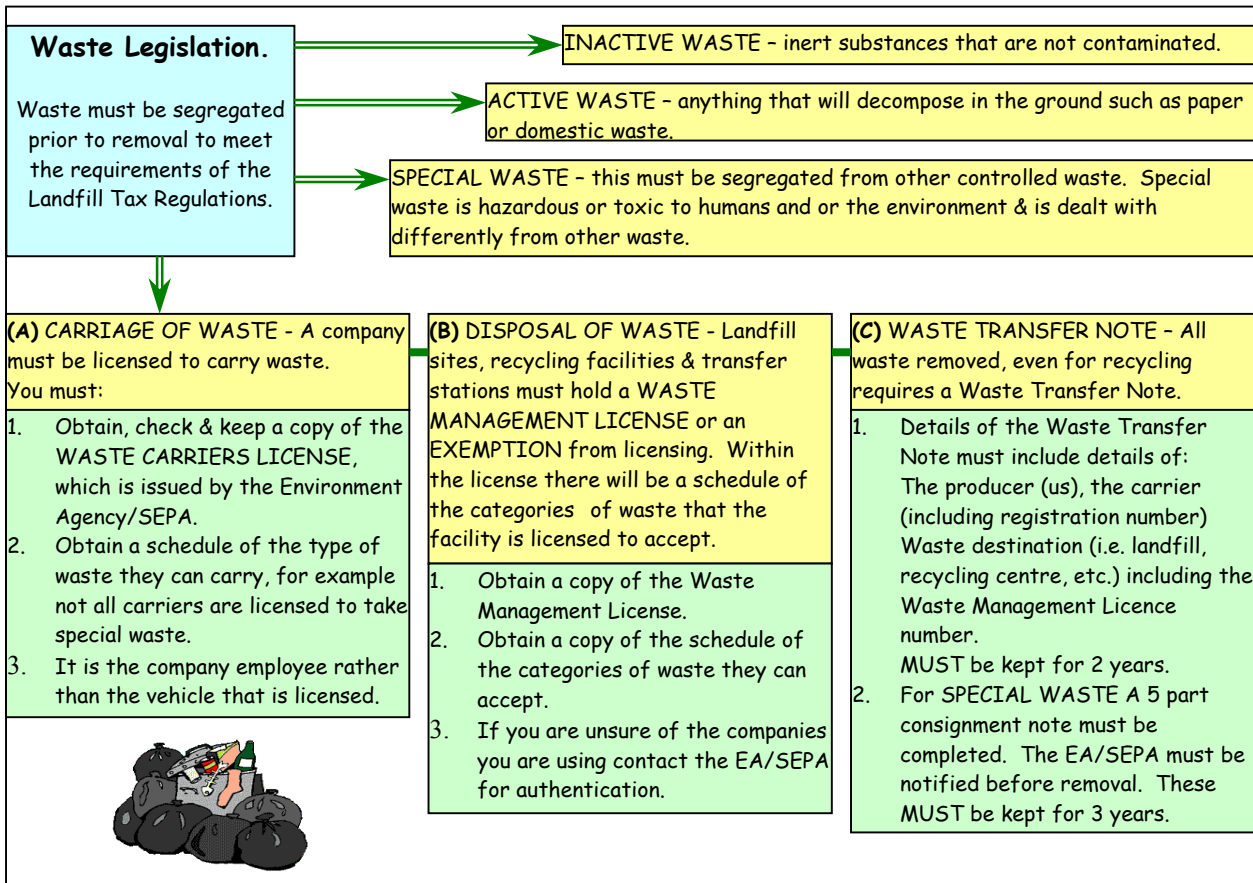 Waste Legislation.
Waste must be segregated
prior to removal to meet
the requirements of the
Landfill Tax Regulations.
INACTIVE WASTE – inert substances that are not contaminated.
ACTIVE WASTE – anything that will decompose in the ground such as paper
or domestic waste.
SPECIAL WASTE – this must be segregated from other controlled waste. Special
waste is hazardous or toxic to humans and or the environment & is dealt with
differently from other waste.
(A) CARRIAGE OF WASTE - A company
must be licensed to carry waste.
You must:
1. Obtain, check & keep a copy of the
WASTE CARRIERS LICENSE,
which is issued by the Environment
Agency/SEPA.
2. Obtain a schedule of the type of
waste they can carry, for example
not all carriers are licensed to take
special waste.
3. It is the company employee rather
than the vehicle that is licensed.
(B) DISPOSAL OF WASTE - Landfill
sites, recycling facilities & transfer
stations must hold a WASTE
MANAGEMENT LICENSE or an
EXEMPTION from licensing. Within
the license there will be a schedule of
the categories of waste that the
facility is licensed to accept.
1. Obtain a copy of the Waste
Management License.
2. Obtain a copy of the schedule of
the categories of waste they can
accept.
3. If you are unsure of the companies
you are using contact the EA/SEPA
for authentication.
(C) WASTE TRANSFER NOTE – All
waste removed, even for recycling
requires a Waste Transfer Note.
1. Details of the Waste Transfer
Note must include details of:
The producer (us), the carrier
(including registration number)
Waste destination (i.e. landfill,
recycling centre, etc.) including the
Waste Management Licence
number.
MUST be kept for 2 years.
2. For SPECIAL WASTE A 5 part
consignment note must be
completed. The EA/SEPA must be
notified before removal. These
MUST be kept for 3 years.